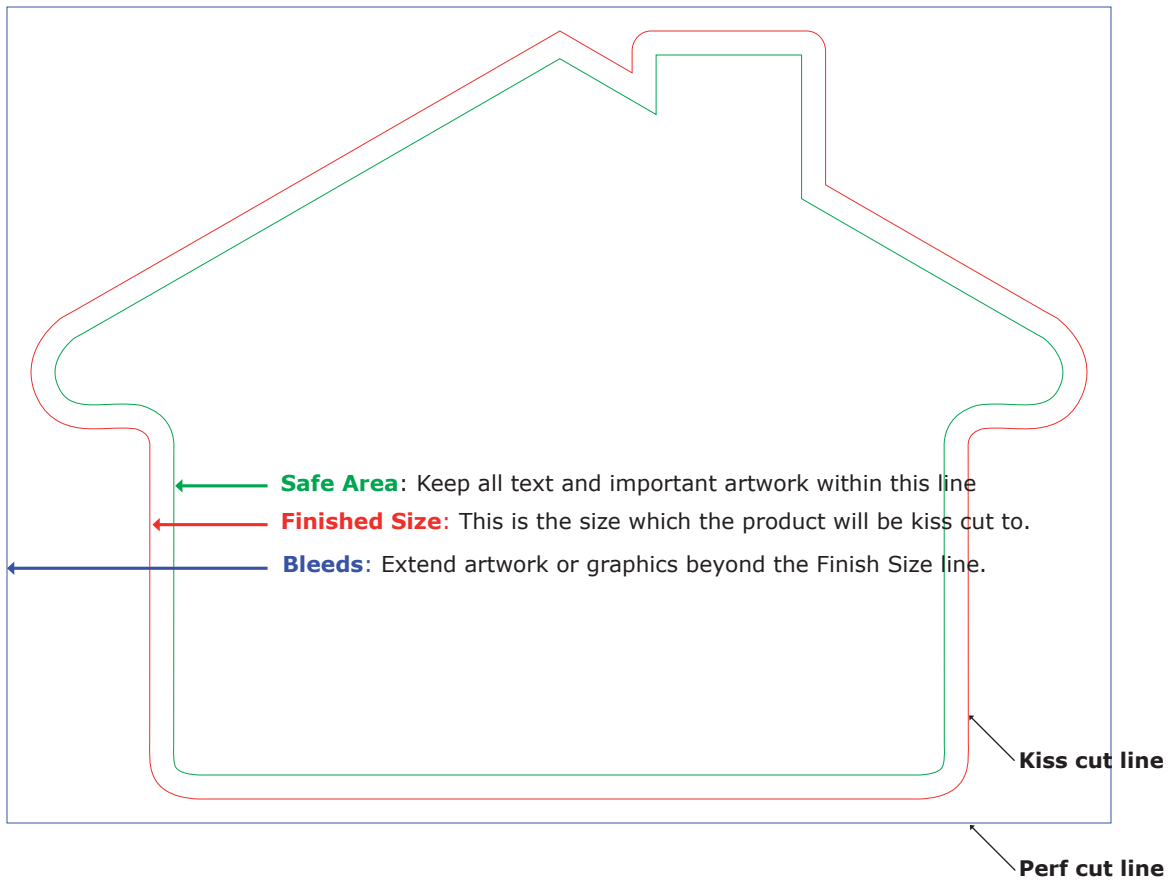 Safe Area: Keep all text and important artwork within this line
Finished Size: This is the size which the product will be kiss cut to.
Bleeds: Extend artwork or graphics beyond the Finish Size line.
Kiss cut line
Perf cut line